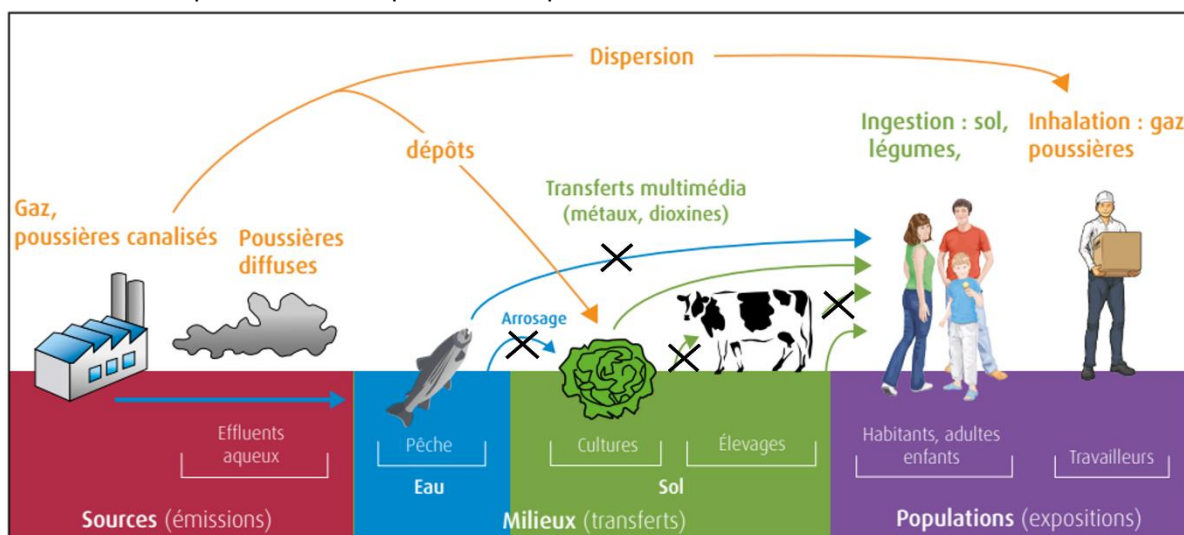 Dispersion
Ingestion : sol,
légumes,
Inhalation : gaz
poussières
dépôts
Transferts multimédia
(métaux, dioxines)
Gaz,
poussières canalisés
Poussières
diffuses
Arrosage
Effluents
aqueux
Pêche
Cultures
Élevages
Habitants, adultes
enfants
Travailleurs
Eau
Sol
Sources (émissions)
Milieux (transferts)
Populations (expositions)